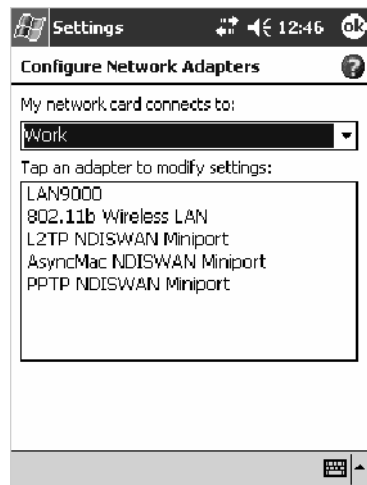 Settings 12:46 ok
Configure Network Adapters ?
My network card connects to:
Work
Tap an adapter to modify settings:
LAN9000
802.11b Wireless LAN
L2TP NDISWAN Miniport
AsyncMac NDISWAN Miniport
PPTP NDISWAN Miniport